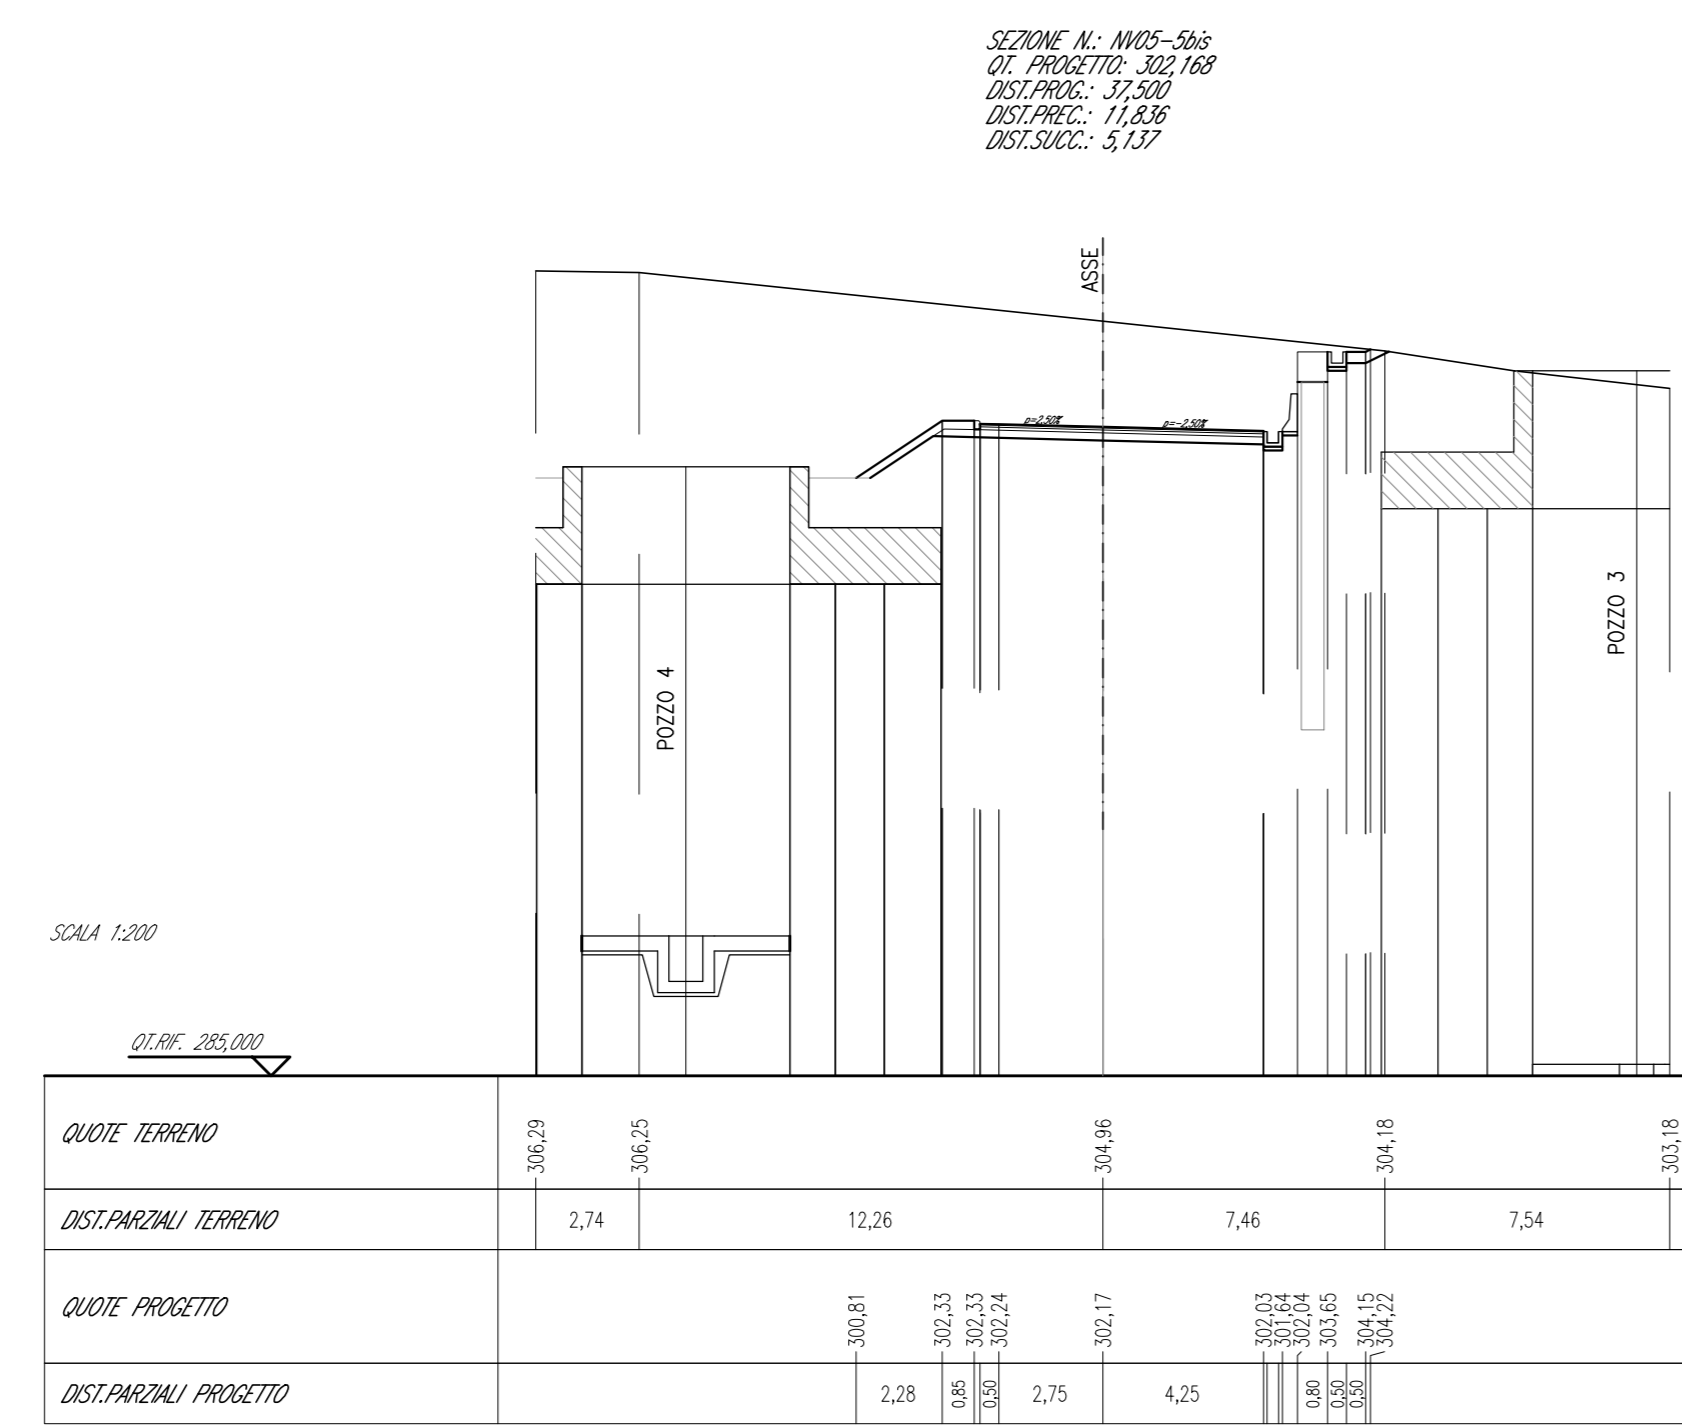 SEZIONE N.: NV05-5bis
QT. PROGETTO: 302,168
DIST.PROG.: 37,500
DIST.PREC.: 11,836
DIST.SUCC.: 5,137
ASSE
p=2,50%
p=-2,50%
POZZO 4
POZZO 3
SCALA 1:200
QT.RIF. 285,000
QUOTE TERRENO 306,29 306,25 304,96 304,18 303,18
DIST.PARZIALI TERRENO 2,74 12,26 7,46 7,54
QUOTE PROGETTO 300,81 302,33 302,33 302,24 302,17 302,03 301,64 302,04 303,65 304,15 304,22
DIST.PARZIALI PROGETTO 2,28 0,85 0,50 2,75 4,25 0,80 0,50 0,50